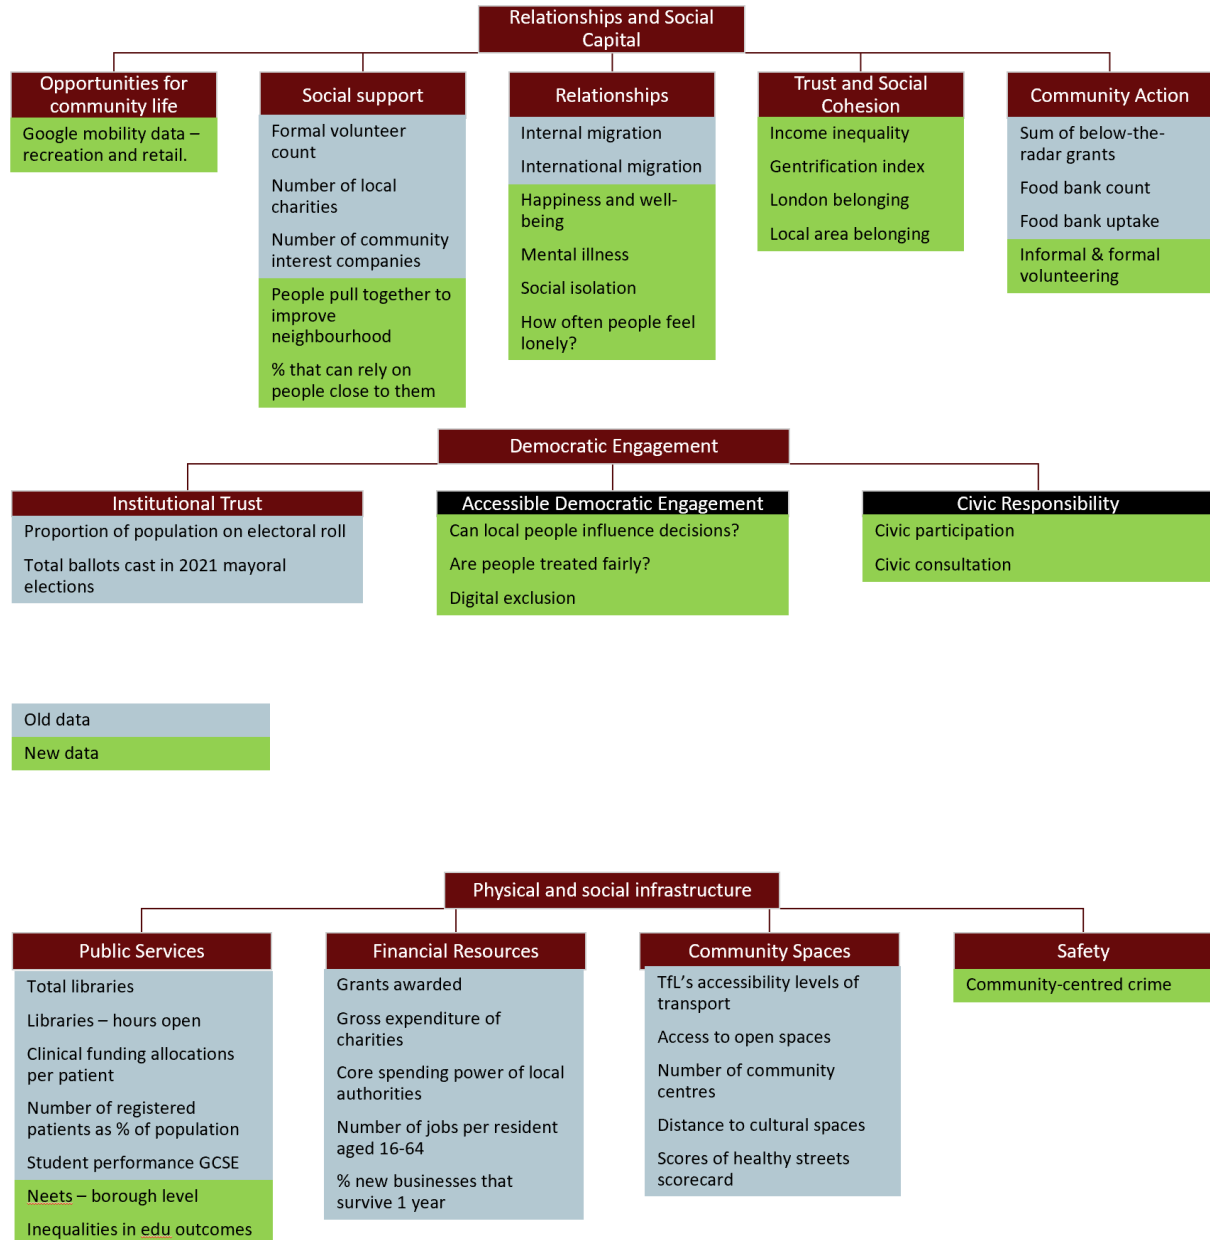 Relationships and Social
Capital
Opportunities for
community life
Google mobility data –
recreation and retail.
Social support
Formal volunteer
count
Number of local
charities
Number of community
interest companies
People pull together to
improve
neighbourhood
% that can rely on
people close to them
Relationships
Internal migration
International migration
Happiness and well-
being
Mental illness
Social isolation
How often people feel
lonely?
Trust and Social
Cohesion
Income inequality
Gentrification index
London belonging
Local area belonging
Community Action
Sum of below-the-
radar grants
Food bank count
Food bank uptake
Informal & formal
volunteering
Democratic Engagement
Institutional Trust
Proportion of population on electoral roll
Total ballots cast in 2021 mayoral
elections
Accessible Democratic Engagement
Can local people influence decisions?
Are people treated fairly?
Digital exclusion
Civic Responsibility
Civic participation
Civic consultation
Old data
New data
Physical and social infrastructure
Public Services
Total libraries
Libraries – hours open
Clinical funding allocations
per patient
Number of registered
patients as % of population
Student performance GCSE
Neets – borough level
Inequalities in edu outcomes
Financial Resources
Grants awarded
Gross expenditure of
charities
Core spending power of local
authorities
Number of jobs per resident
aged 16-64
% new businesses that
survive 1 year
Community Spaces
TfL’s accessibility levels of
transport
Access to open spaces
Number of community
centres
Distance to cultural spaces
Scores of healthy streets
scorecard
Safety
Community-centred crime